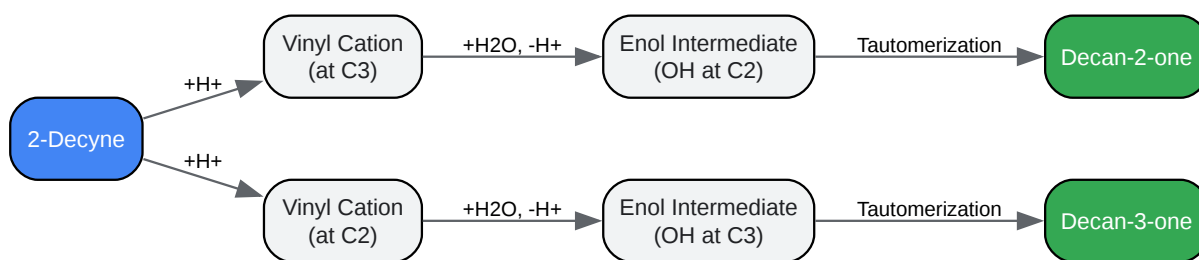 +H+
Vinyl Cation
(at C3)
+H2O, -H+
Enol Intermediate
(OH at C2)
Tautomerization
Decan-2-one
2-Decyne
+H+
Vinyl Cation
(at C2)
+H2O, -H+
Enol Intermediate
(OH at C3)
Tautomerization
Decan-3-one